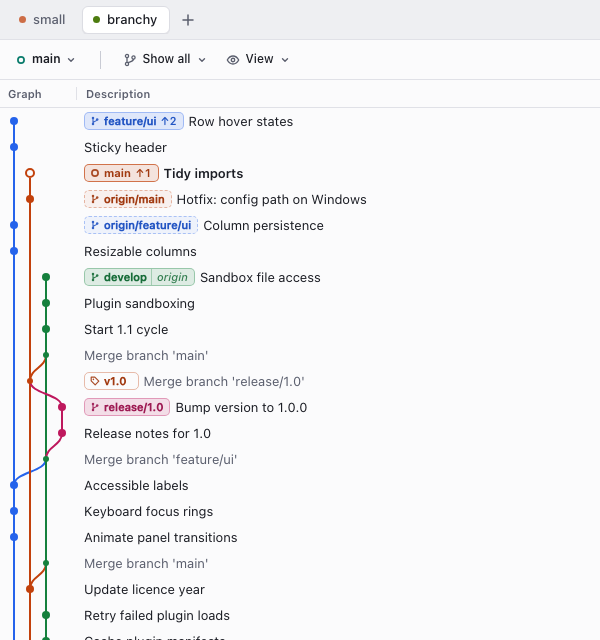 small branchy
main Show all View
Graph Description
feature/ui ↑2 Row hover states
Sticky header
main ↑1 Tidy imports
origin/main Hotfix: config path on Windows
origin/feature/ui Column persistence
Resizable columns
develop origin Sandbox file access
Plugin sandboxing
Start 1.1 cycle
Merge branch 'main'
v1.0 Merge branch 'release/1.0'
release/1.0 Bump version to 1.0.0
Release notes for 1.0
Merge branch 'feature/ui'
Accessible labels
Keyboard focus rings
Animate panel transitions
Merge branch 'main'
Update licence year
Retry failed plugin loads
Cache plugin manifests